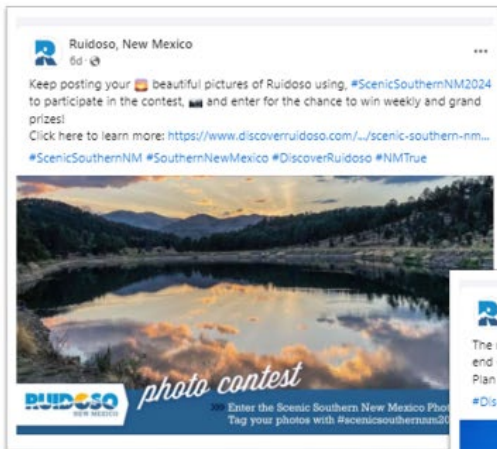 Ruidoso, New Mexico
6d
Keep posting your 🌅 beautiful pictures of Ruidoso using, #ScenicSouthernNM2024
to participate in the contest, 📸 and enter for the chance to win weekly and grand
prizes!
Click here to learn more: https://www.discoverruidoso.com/.../scenic-southern-nm...
#ScenicSouthernNM #SouthernNewMexico #DiscoverRuidoso #NMTrue
photo contest
RUIDOSO
NEW MEXICO
Enter the Scenic Southern New Mexico
Tag your photos with
The
end
Plan
#Dis